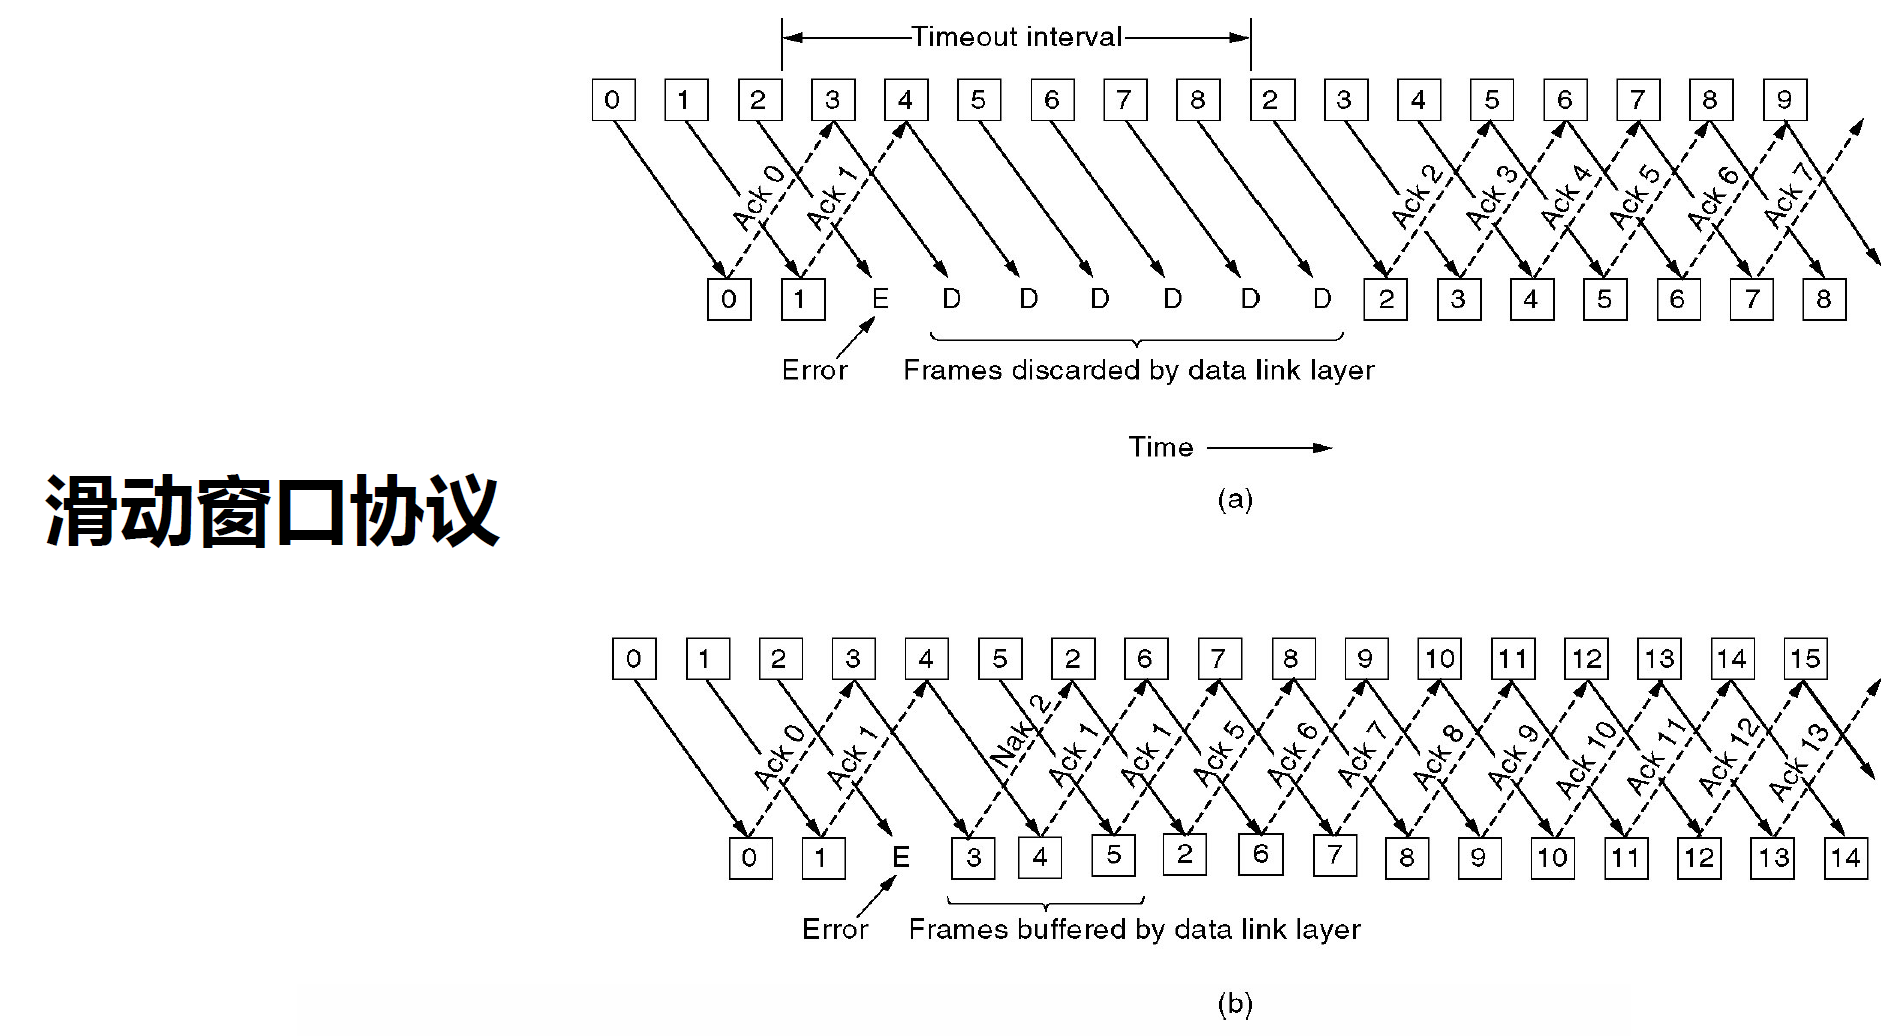 Timeout interval
0 1 2 3 4 5 6 7 8 2 3 4 5 6 7 8 9
Ack 0 Ack 1 Ack 2 Ack 3 Ack 4 Ack 5 Ack 6 Ack 7
0 1 E D D D D D D 2 3 4 5 6 7 8
Error Frames discarded by data link layer
Time
(a)
滑动窗口协议
0 1 2 3 4 5 2 6 7 8 9 10 11 12 13 14 15
Ack 0 Ack 1 Nak 2 Ack 1 Ack 1 Ack 5 Ack 6 Ack 7 Ack 8 Ack 9 Ack 10 Ack 11 Ack 12 Ack 13
0 1 E 3 4 5 2 6 7 8 9 10 11 12 13 14
Error Frames buffered by data link layer
(b)